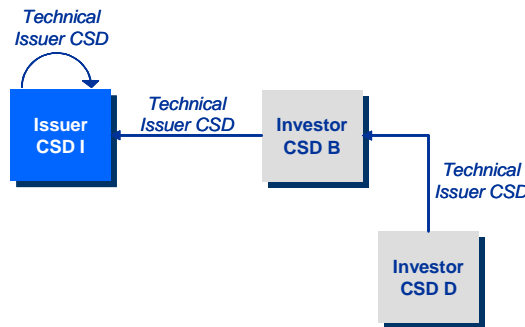 Technical
Issuer CSD
Issuer
CSD I
Technical
Issuer CSD
Investor
CSD B
Technical
Issuer CSD
Investor
CSD D